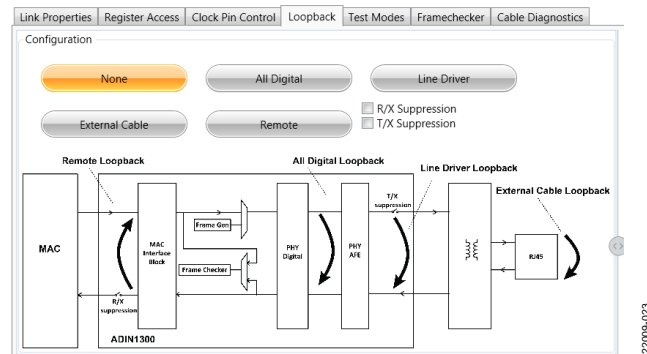 Link Properties Register Access Clock Pin Control Loopback Test Modes Framechecker Cable Diagnostics
Configuration
None All Digital Line Driver
External Cable Remote
R/X Suppression
T/X Suppression
Remote Loopback
All Digital Loopback
Line Driver Loopback
External Cable Loopback
T/X
suppression
MAC
MAC
Interface
Block
Frame Gen
Frame Checker
PHY
Digital
PHY
AFE
RJ45
R/X
suppression
ADIN1300
22009-023